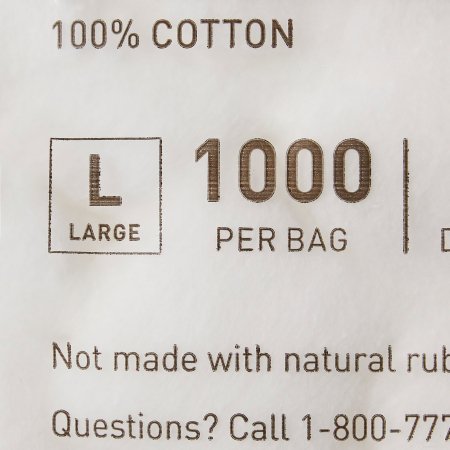 100% COTTON
L
LARGE
1000
PER BAG
Not made with natural
Questions? Call 1-800-777